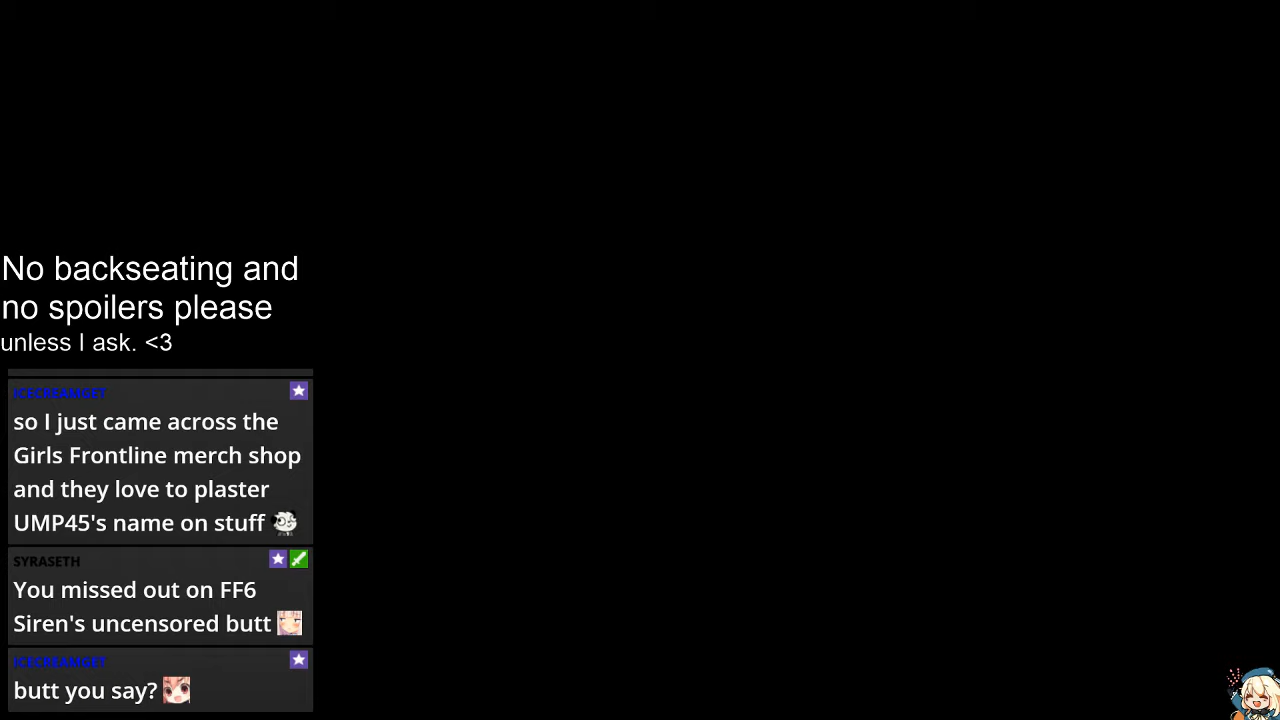 No backseating and
no spoilers please
unless I ask. <3
ICECREAMGET
so I just came across the
Girls Frontline merch shop
and they love to plaster
UMP45's name on stuff
SYRASETH
You missed out on FF6
Siren's uncensored butt
ICECREAMGET
butt you say?